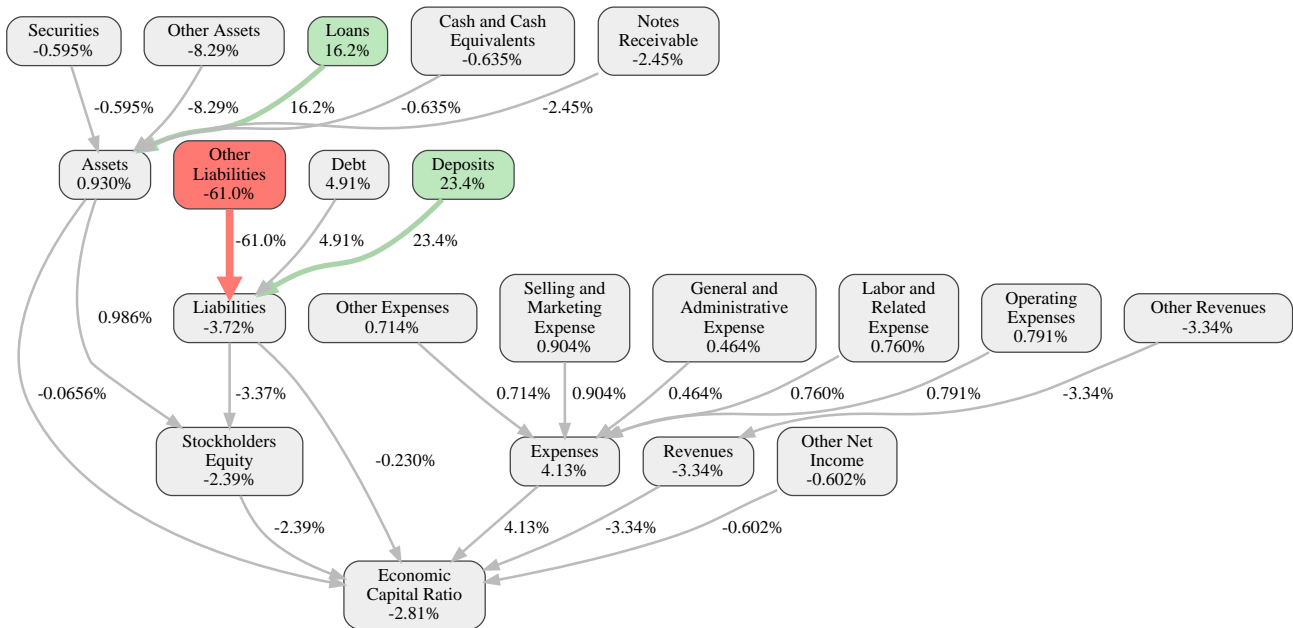 Securities
-0.595%
Other Assets
-8.29%
Loans
16.2%
Cash and Cash
Equivalents
-0.635%
Notes
Receivable
-2.45%
-0.595%
-8.29%
16.2%
-0.635%
-2.45%
Assets
0.930%
Other
Liabilities
-61.0%
Debt
4.91%
Deposits
23.4%
-61.0%
4.91%
23.4%
Liabilities
-3.72%
Other Expenses
0.714%
Selling and
Marketing
Expense
0.904%
General and
Administrative
Expense
0.464%
Labor and
Related
Expense
0.760%
Operating
Expenses
0.791%
Other Revenues
-3.34%
0.986%
-0.0656%
-3.37%
0.714%
0.904%
0.464%
0.760%
0.791%
-3.34%
Stockholders
Equity
-2.39%
-0.230%
Expenses
4.13%
Revenues
-3.34%
Other Net
Income
-0.602%
-2.39%
4.13%
-3.34%
-0.602%
Economic
Capital Ratio
-2.81%